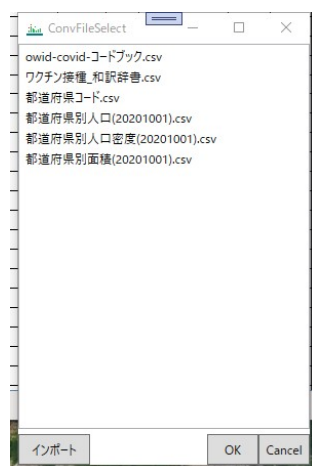 ConvFileSelect
owid-covid-コードブック.csv
ワクチン接種_和訳辞書.csv
都道府県コード.csv
都道府県別人口(20201001).csv
都道府県別人口密度(20201001).csv
都道府県別面積(20201001).csv
インポート
OK
Cancel